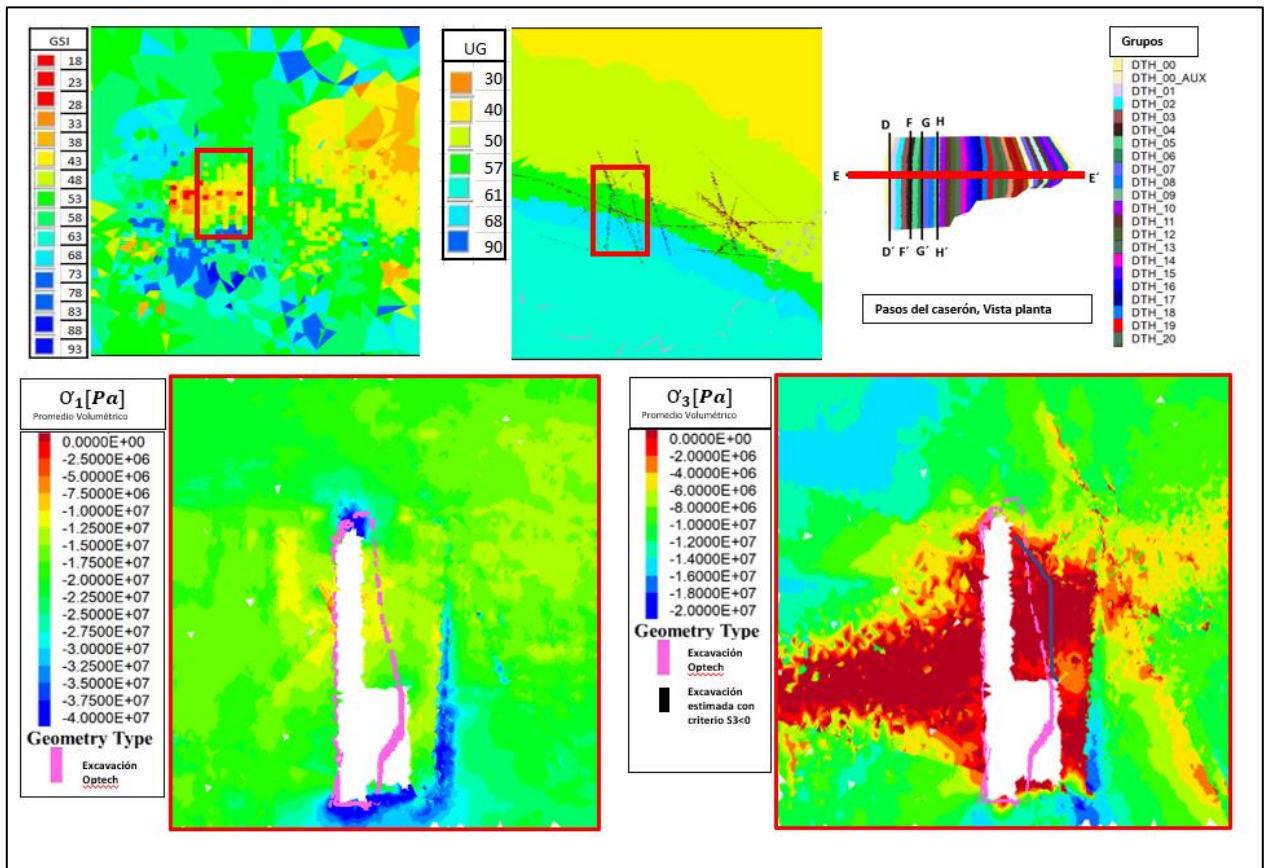 GSI
18
23
28
33
38
43
48
53
58
63
68
73
78
83
88
93
UG
30
40
50
57
61
68
90
D F G H
E E´
D´ F´ G´ H´
Pasos del caserón, Vista planta
Grupos
DTH_00
DTH_00_AUX
DTH_01
DTH_02
DTH_03
DTH_04
DTH_05
DTH_06
DTH_07
DTH_08
DTH_09
DTH_10
DTH_11
DTH_12
DTH_13
DTH_14
DTH_15
DTH_16
DTH_17
DTH_18
DTH_19
DTH_20
σ1[Pa]
Promedio Volumétrico
0.0000E+00
-2.5000E+06
-5.0000E+06
-7.5000E+06
-1.0000E+07
-1.2500E+07
-1.5000E+07
-1.7500E+07
-2.0000E+07
-2.2500E+07
-2.5000E+07
-2.7500E+07
-3.0000E+07
-3.2500E+07
-3.5000E+07
-3.7500E+07
-4.0000E+07
Geometry Type
Excavación
Optech
σ3[Pa]
Promedio Volumétrico
0.0000E+00
-2.0000E+06
-4.0000E+06
-6.0000E+06
-8.0000E+06
-1.0000E+07
-1.2000E+07
-1.4000E+07
-1.6000E+07
-1.8000E+07
-2.0000E+07
Geometry Type
Excavación
Optech
Excavación
estimada con
criterio S3<0